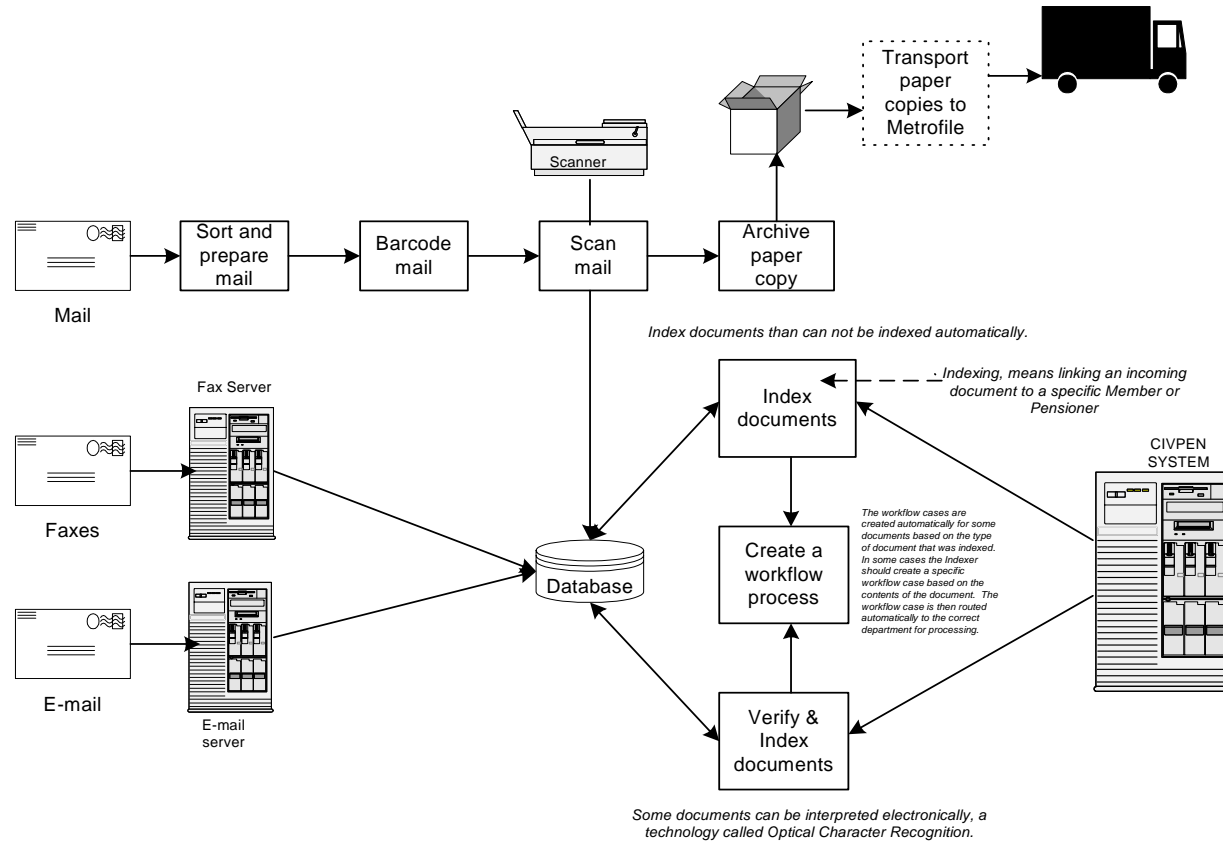 Transport
paper
copies to
Metrofile
Scanner
Sort and
prepare
mail
Barcode
mail
Scan
mail
Archive
paper
copy
Mail
Index documents than can not be indexed automatically.
Fax Server
Index
documents
Indexing, means linking an incoming
document to a specific Member or
Pensioner
CIVPEN
SYSTEM
Faxes
The workflow cases are
created automatically for some
documents based on the type
of document that was indexed.
In some cases the Indexer
should create a specific
workflow case based on the
contents of the document. The
workflow case is then routed
automatically to the correct
department for processing.
Create a
workflow
process
Database
E-mail
E-mail
server
Verify &
Index
documents
Some documents can be interpreted electronically, a
technology called Optical Character Recognition.